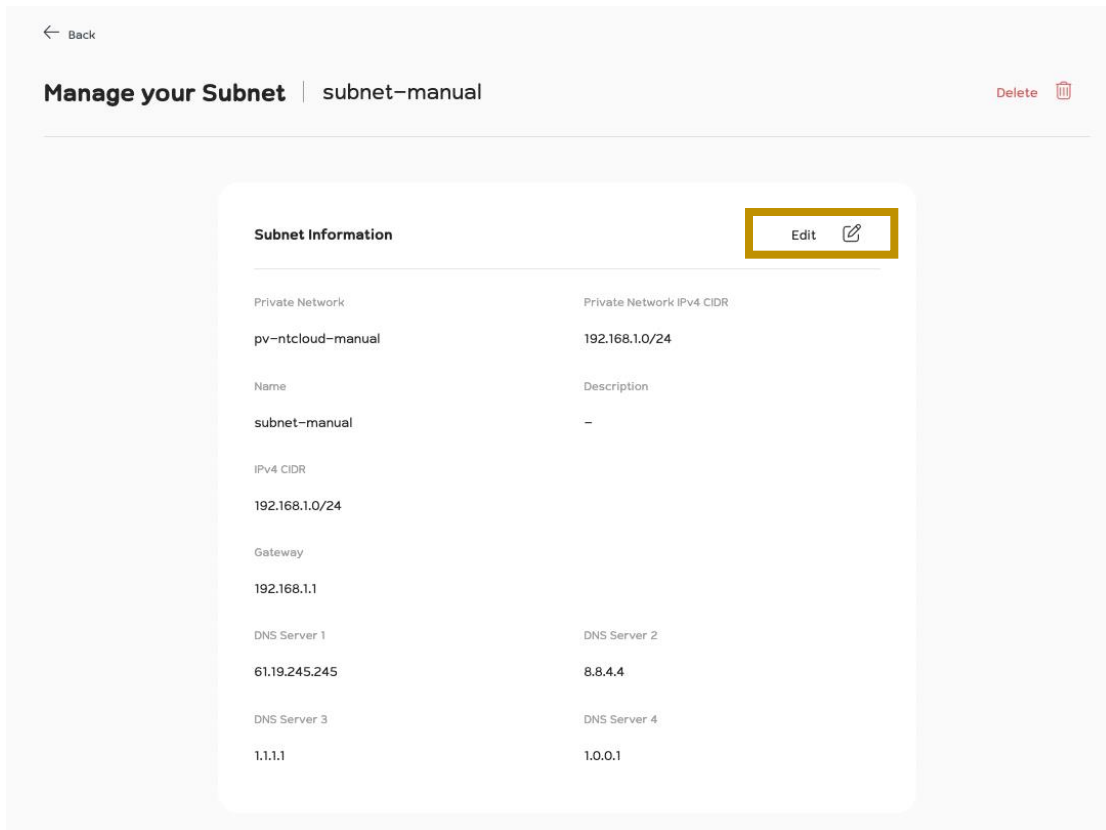 Back
Manage your Subnet | subnet-manual
Delete
Subnet Information
Edit
Private Network
Private Network IPv4 CIDR
pv-ntcloud-manual
192.168.1.0/24
Name
Description
subnet-manual
-
IPv4 CIDR
192.168.1.0/24
Gateway
192.168.1.1
DNS Server 1
DNS Server 2
61.19.245.245
8.8.4.4
DNS Server 3
DNS Server 4
1.1.1.1
1.0.0.1